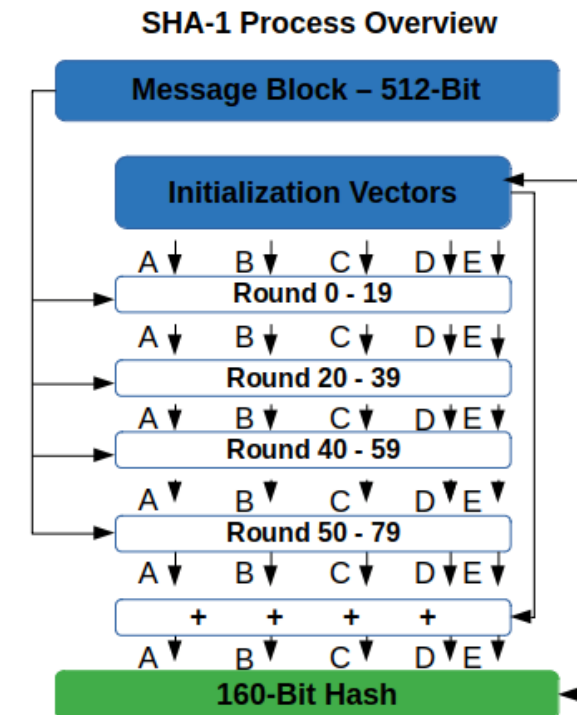 SHA-1 Process Overview
Message Block – 512-Bit
Initialization Vectors
A B C D E
Round 0 - 19
A B C D E
Round 20 - 39
A B C D E
Round 40 - 59
A B C D E
Round 50 - 79
A B C D E
+ + + +
A B C D E
160-Bit Hash